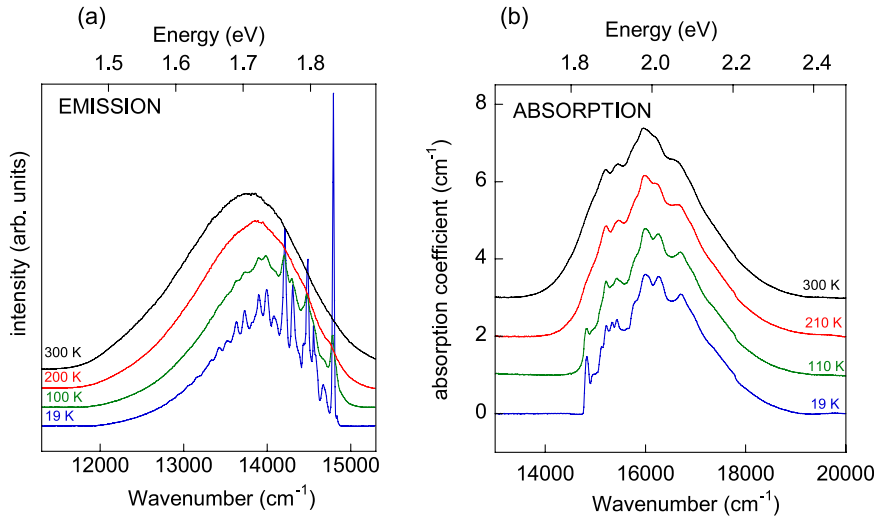 (a)
Energy (eV)
1.5 1.6 1.7 1.8
EMISSION
intensity (arb. units)
300 K
200 K
100 K
19 K
12000 13000 14000 15000
Wavenumber (cm⁻¹)
(b)
Energy (eV)
1.8 2.0 2.2 2.4
ABSORPTION
absorption coefficient (cm⁻¹)
8
6
4
2
0
300 K
210 K
110 K
19 K
14000 16000 18000 20000
Wavenumber (cm⁻¹)